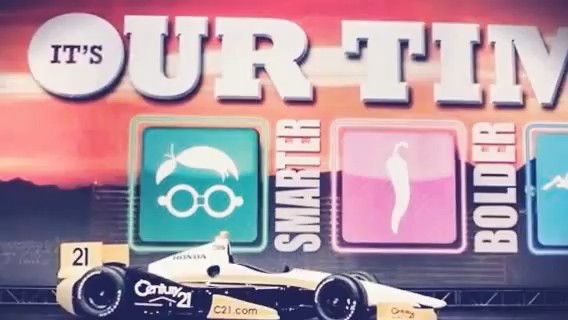 IT'S OUR TIM
SMARTER
BOLDER
21
HONDA
Century 21
C21.com